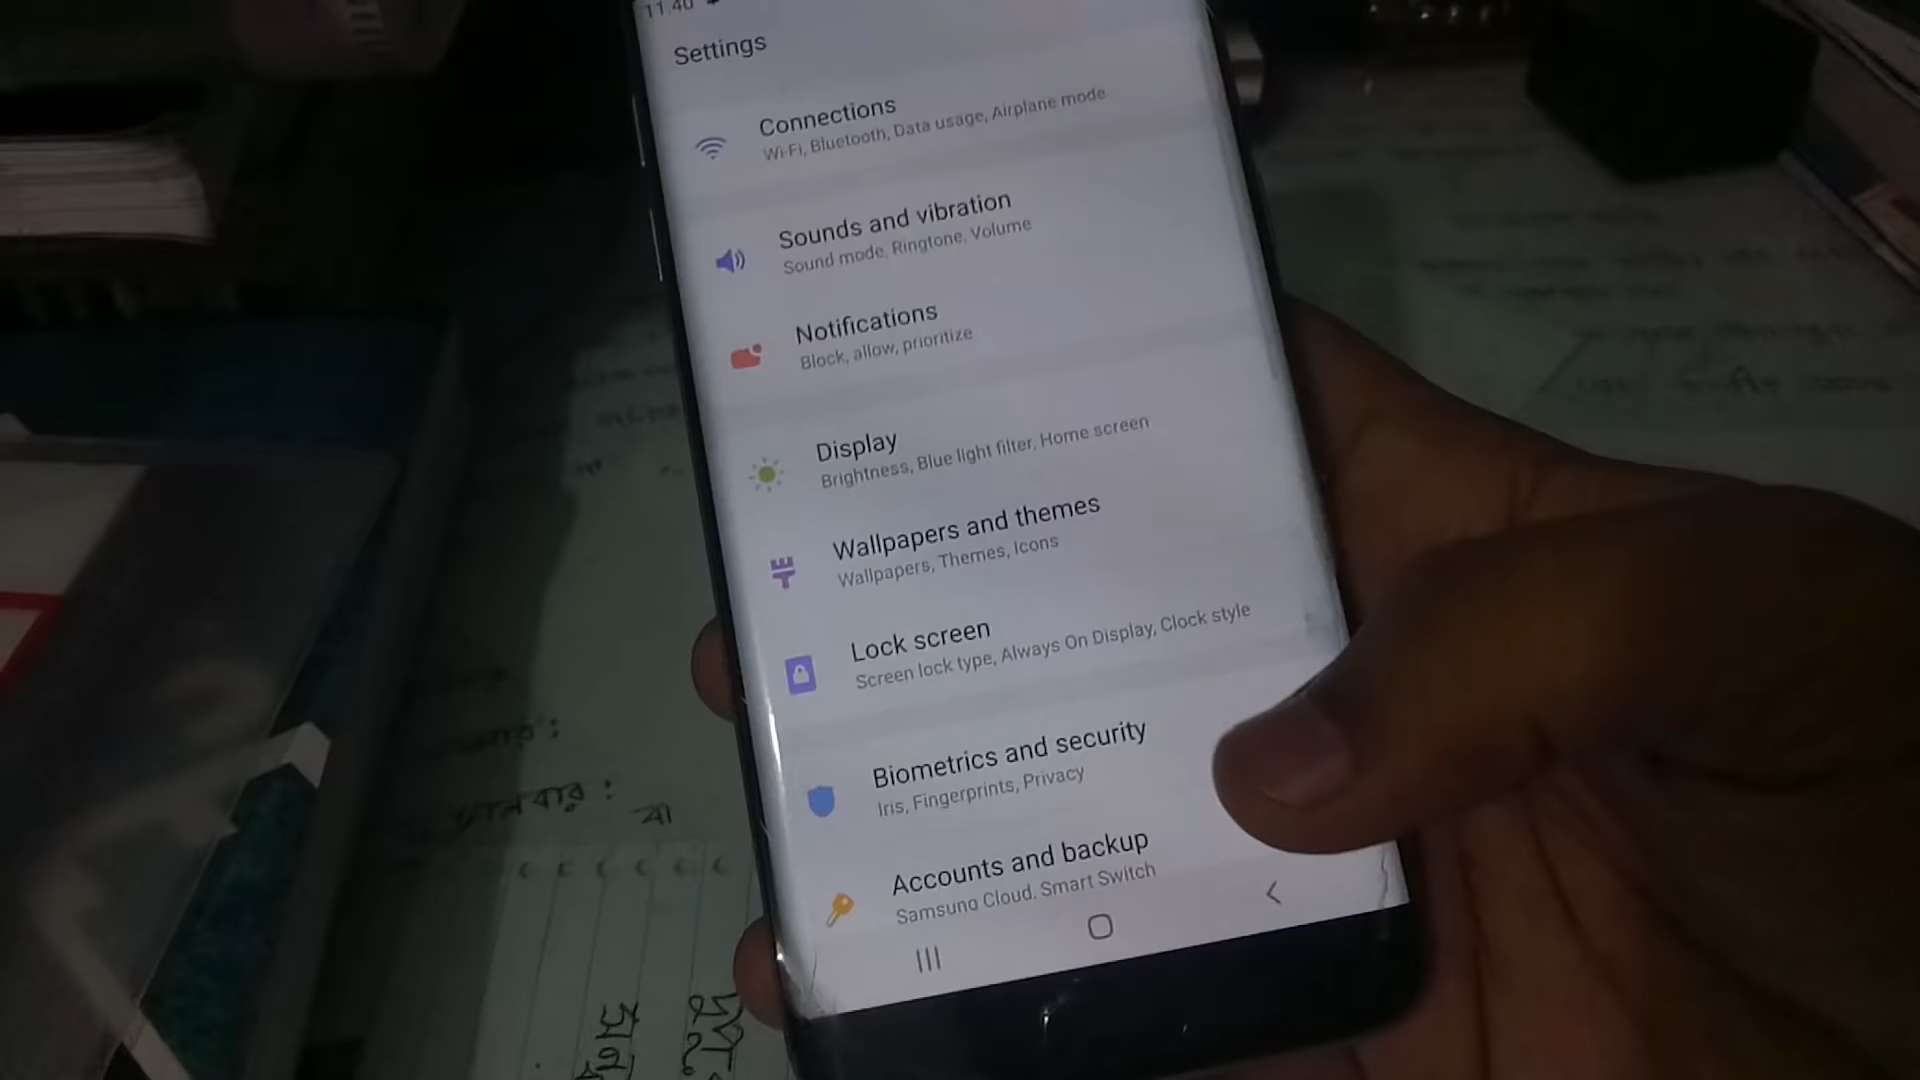 11:40
Settings
Connections
Wi-Fi, Bluetooth, Data usage, Airplane mode
Sounds and vibration
Sound mode, Ringtone, Volume
Notifications
Block, allow, prioritize
Display
Brightness, Blue light filter, Home screen
Wallpapers and themes
Wallpapers, Themes, Icons
Lock screen
Screen lock type, Always On Display, Clock style
Biometrics and security
Iris, Fingerprints, Privacy
Accounts and backup
Samsung Cloud, Smart Switch